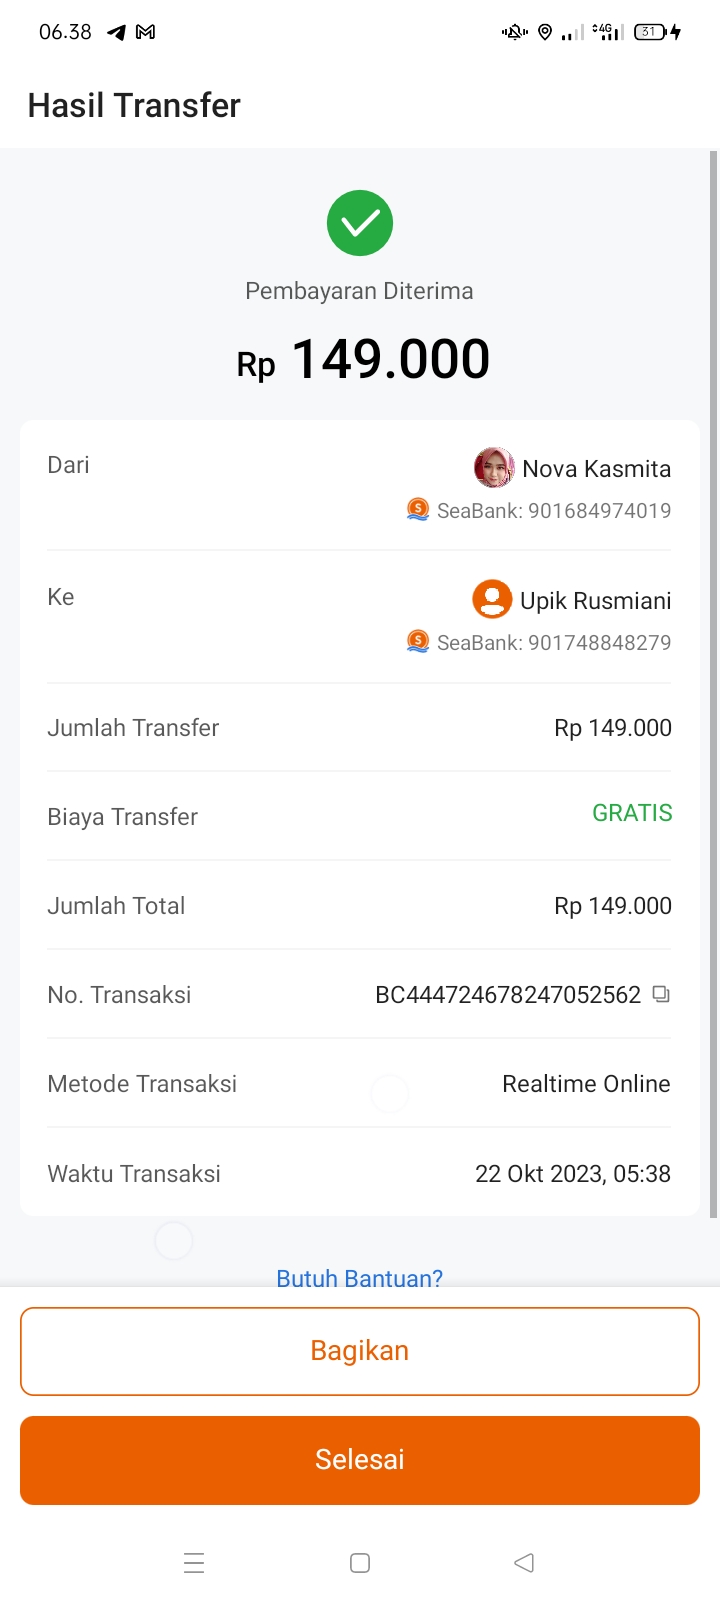 06.38
4G
31
Hasil Transfer
Pembayaran Diterima
Rp 149.000
Dari
Nova Kasmita
SeaBank: 901684974019
Ke
Upik Rusmiani
SeaBank: 901748848279
Jumlah Transfer
Rp 149.000
Biaya Transfer
GRATIS
Jumlah Total
Rp 149.000
No. Transaksi
BC444724678247052562
Metode Transaksi
Realtime Online
Waktu Transaksi
22 Okt 2023, 05:38
Butuh Bantuan?
Bagikan
Selesai